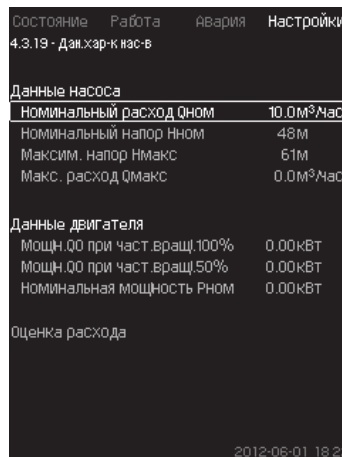 Состояние Работа Авария Настройки
4.3.19 - Дан.хар-к нас-в
Данные насоса
Номинальный расход Qном 10.0м³/час
Номинальный напор Hном 48м
Максим. напор Hмакс 61м
Макс. расход Qмакс 0.0м³/час
Данные двигателя
Мощн.Q0 при част.вращ.100% 0.00кВт
Мощн.Q0 при част.вращ.50% 0.00кВт
Номинальная мощность Pном 0.00кВт
Оценка расхода
2012-06-01 18:2